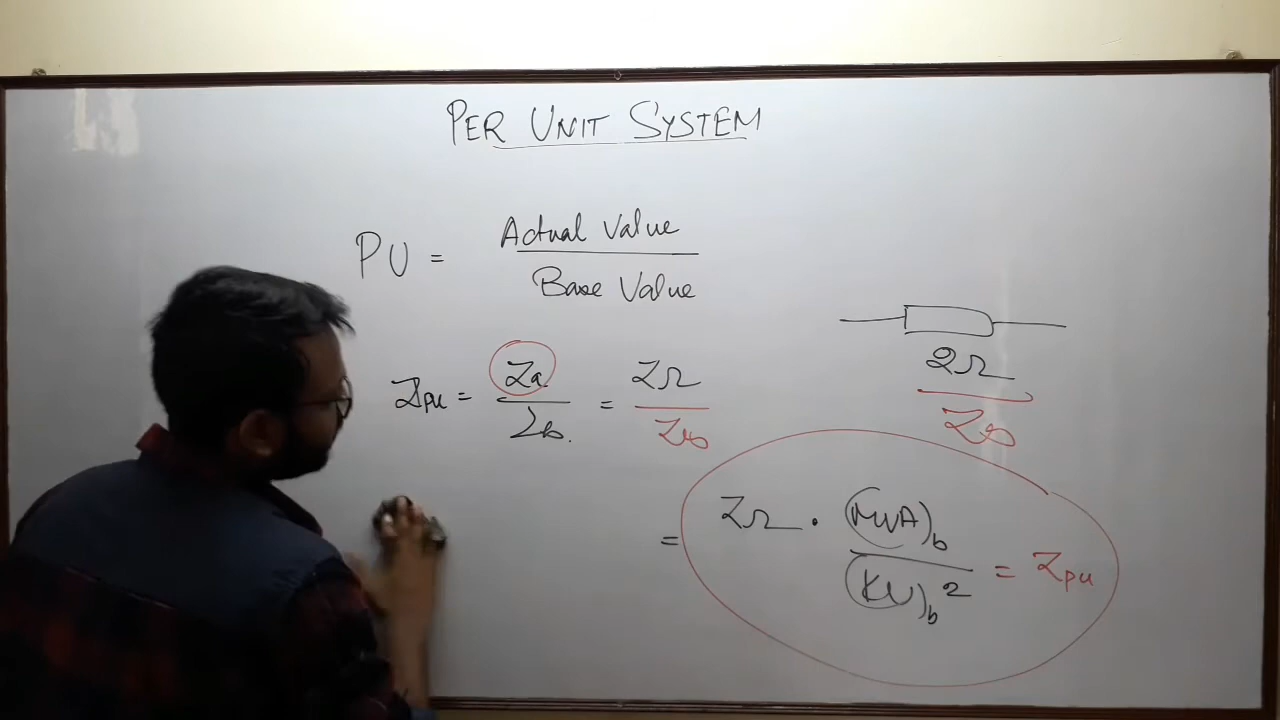 PER UNIT SYSTEM
PU = Actual Value / Base Value
Zpu = Za / Zb = ZΩ / Zb
2Ω / Zb
= ZΩ · (MVA)b / (KV)b² = Zpu